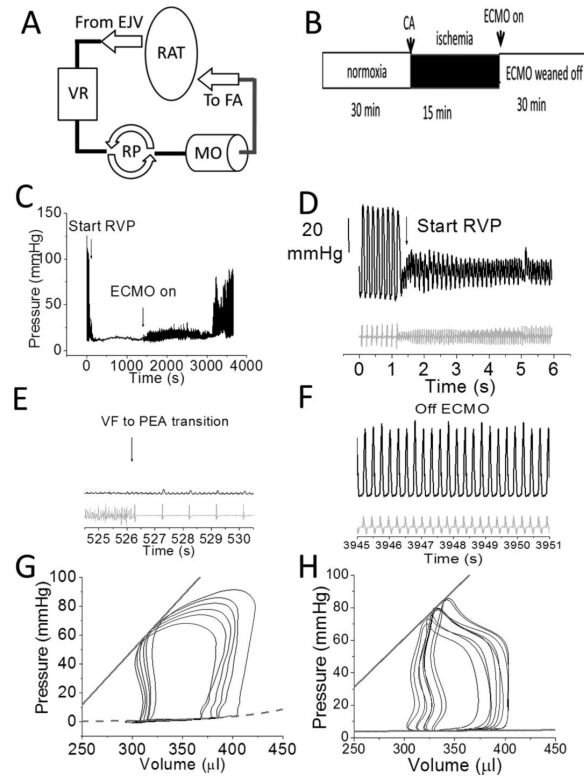 A
From EJV
RAT
VR
To FA
RP
MO
B
CA
ischemia
ECMO on
normoxia
ECMO weaned off
30 min
15 min
30 min
C
150
100
50
0
Pressure (mmHg)
Start RVP
ECMO on
0 1000 2000 3000 4000
Time (s)
D
20
mmHg
Start RVP
0 1 2 3 4 5 6
Time (s)
E
VF to PEA transition
525 526 527 528 529 530
Time (s)
F
Off ECMO
3945 3946 3947 3948 3949 3950 3951
Time (s)
G
100
80
60
40
20
0
Pressure (mmHg)
250 300 350 400 450
Volume (µl)
H
100
80
60
40
20
0
Pressure (mmHg)
250 300 350 400 450
Volume (µl)